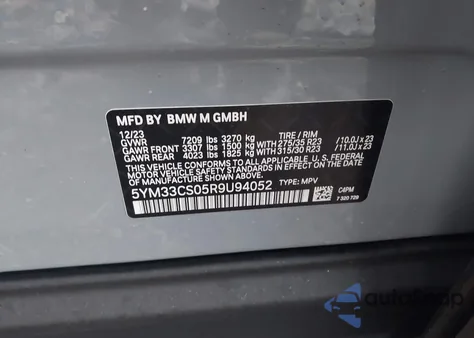 MFD BY BMW M GMBH
12/23
GVWR 7209 lbs 3270 kg TIRE / RIM
GAWR FRONT 3307 lbs 1500 kg 275/35 R23 /10.0J x 23
GAWR REAR 4023 lbs 1825 kg 315/30 R23 /11.0J x 23
THIS VEHICLE CONFORMS TO ALL APPLICABLE U.S. FEDERAL
MOTOR VEHICLE SAFETY STANDARDS IN EFFECT ON THE
DATE OF MANUFACTURE SHOWN ABOVE.
5YM33CS05R9U94052 TYPE: MPV C4PM
7 320 729